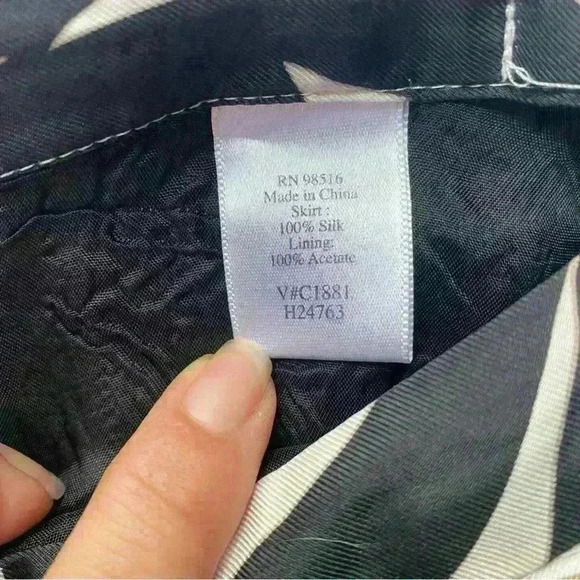 RN 98516
Made in China
Skirt :
100% Silk
Lining:
100% Acetate
V#C1881
H24763